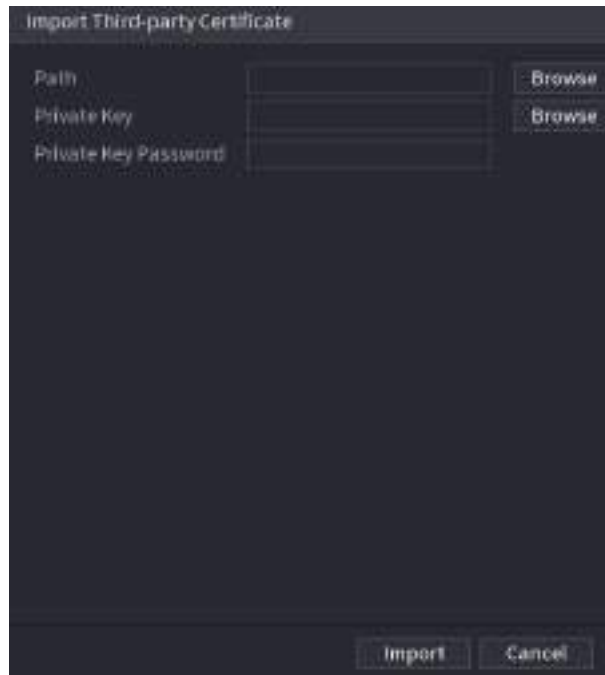 Import Third-party Certificate
Path Browse
Private Key Browse
Private Key Password
Import Cancel